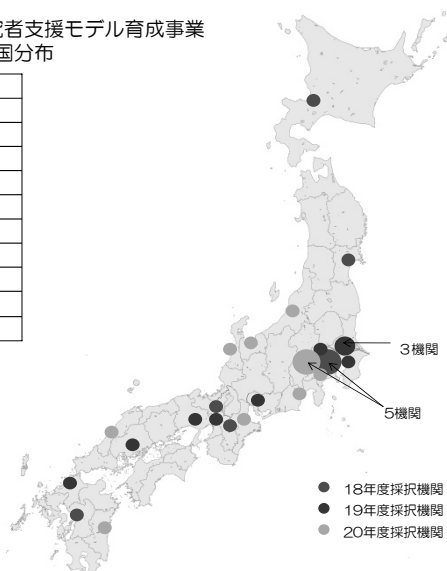 者支援モデル育成事業
国分布
3機関
5機関
18年度採択機関
19年度採択機関
20年度採択機関